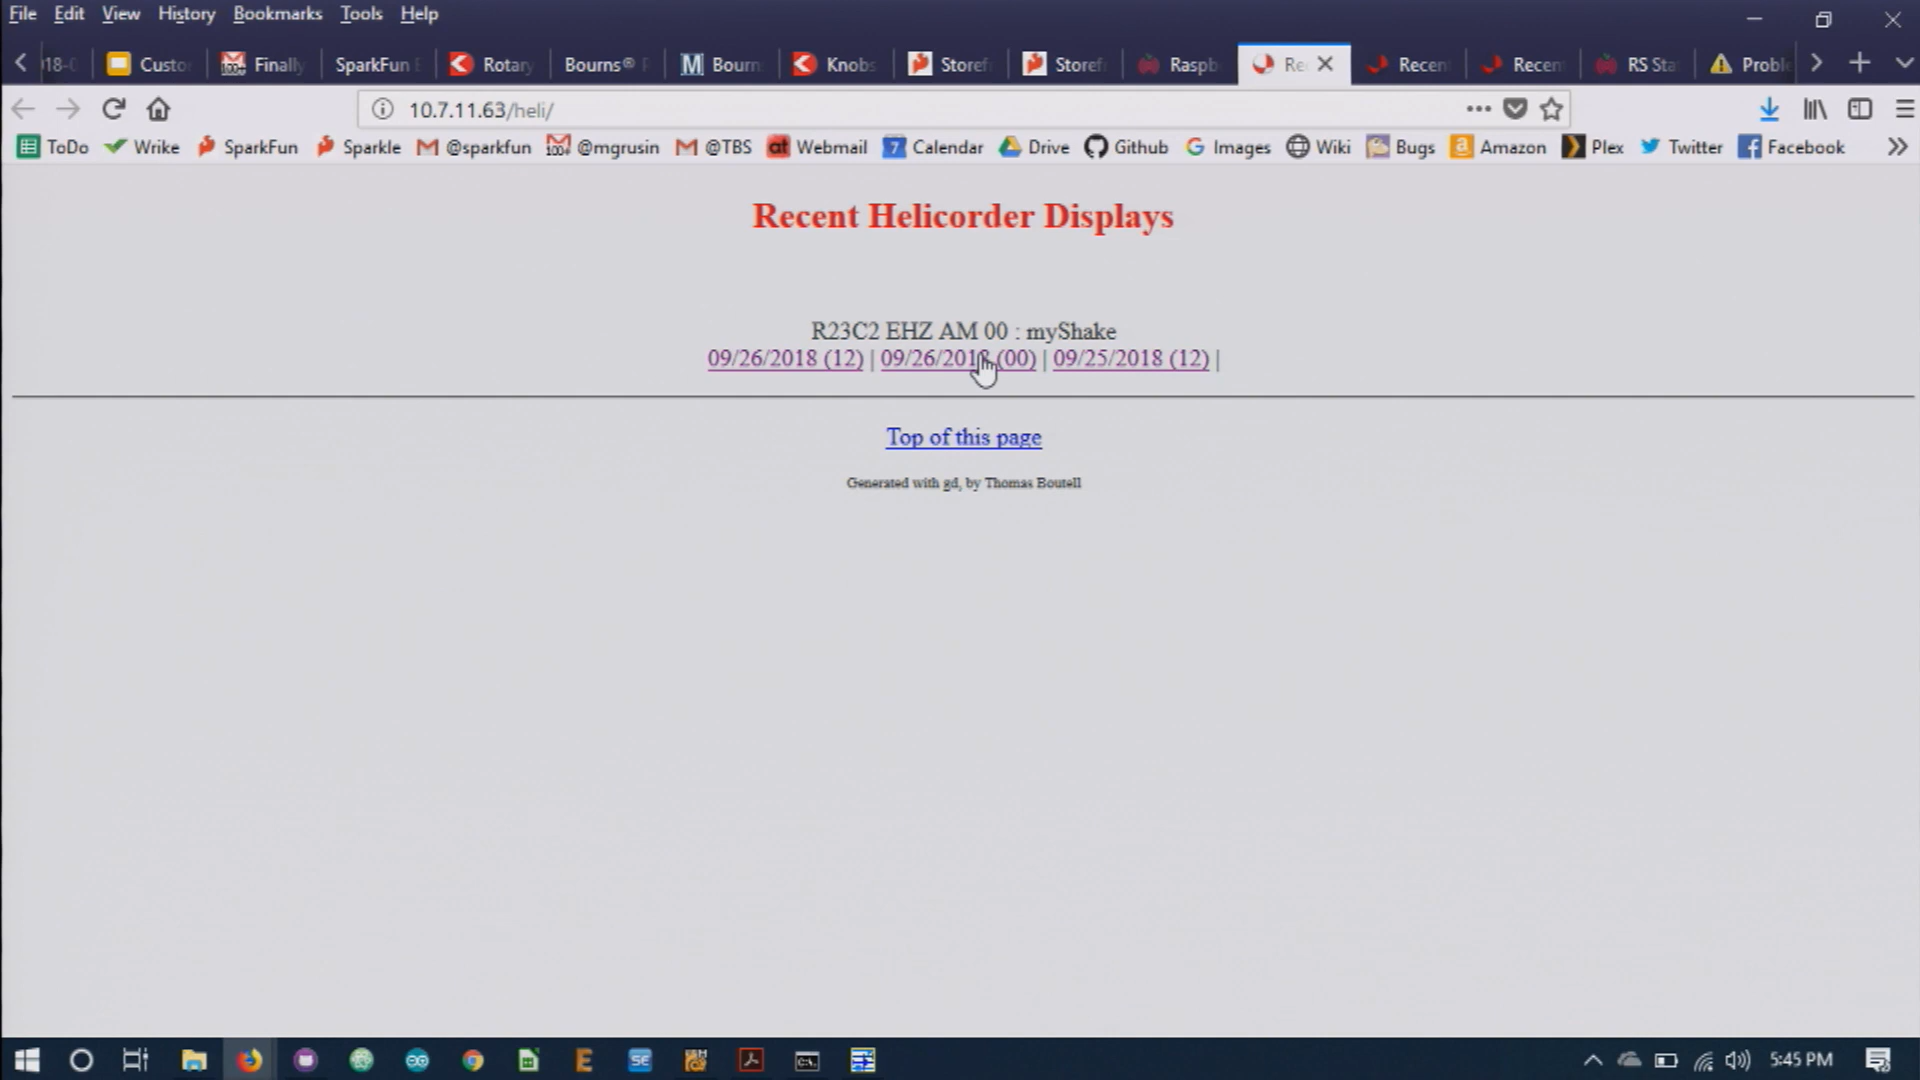 File Edit View History Bookmarks Tools Help
Custo Finally SparkFun Rotary Bourns® Bourn Knobs Storef Storef Raspb Re Recen Recen RS Sta Proble
10.7.11.63/heli/
ToDo Wrike SparkFun Sparkle @sparkfun @mgrusin @TBS Webmail Calendar Drive Github Images Wiki Bugs Amazon Plex Twitter Facebook
Recent Helicorder Displays
R23C2 EHZ AM 00 : myShake
09/26/2018 (12) | 09/26/2018 (00) | 09/25/2018 (12) |
Top of this page
Generated with gd, by Thomas Boutell
5:45 PM